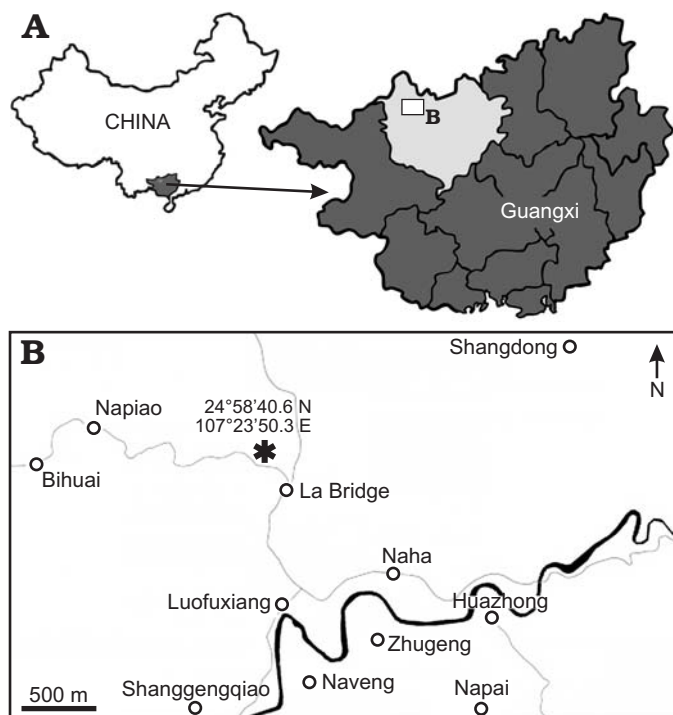 A
CHINA
B
Guangxi
B
Shangdong
N
Napiao
24°58’40.6 N
107°23’50.3 E
Bihuai
La Bridge
Naha
Luofuxiang
Huazhong
Zhugeng
Shanggengqiao
Naveng
Napai
500 m